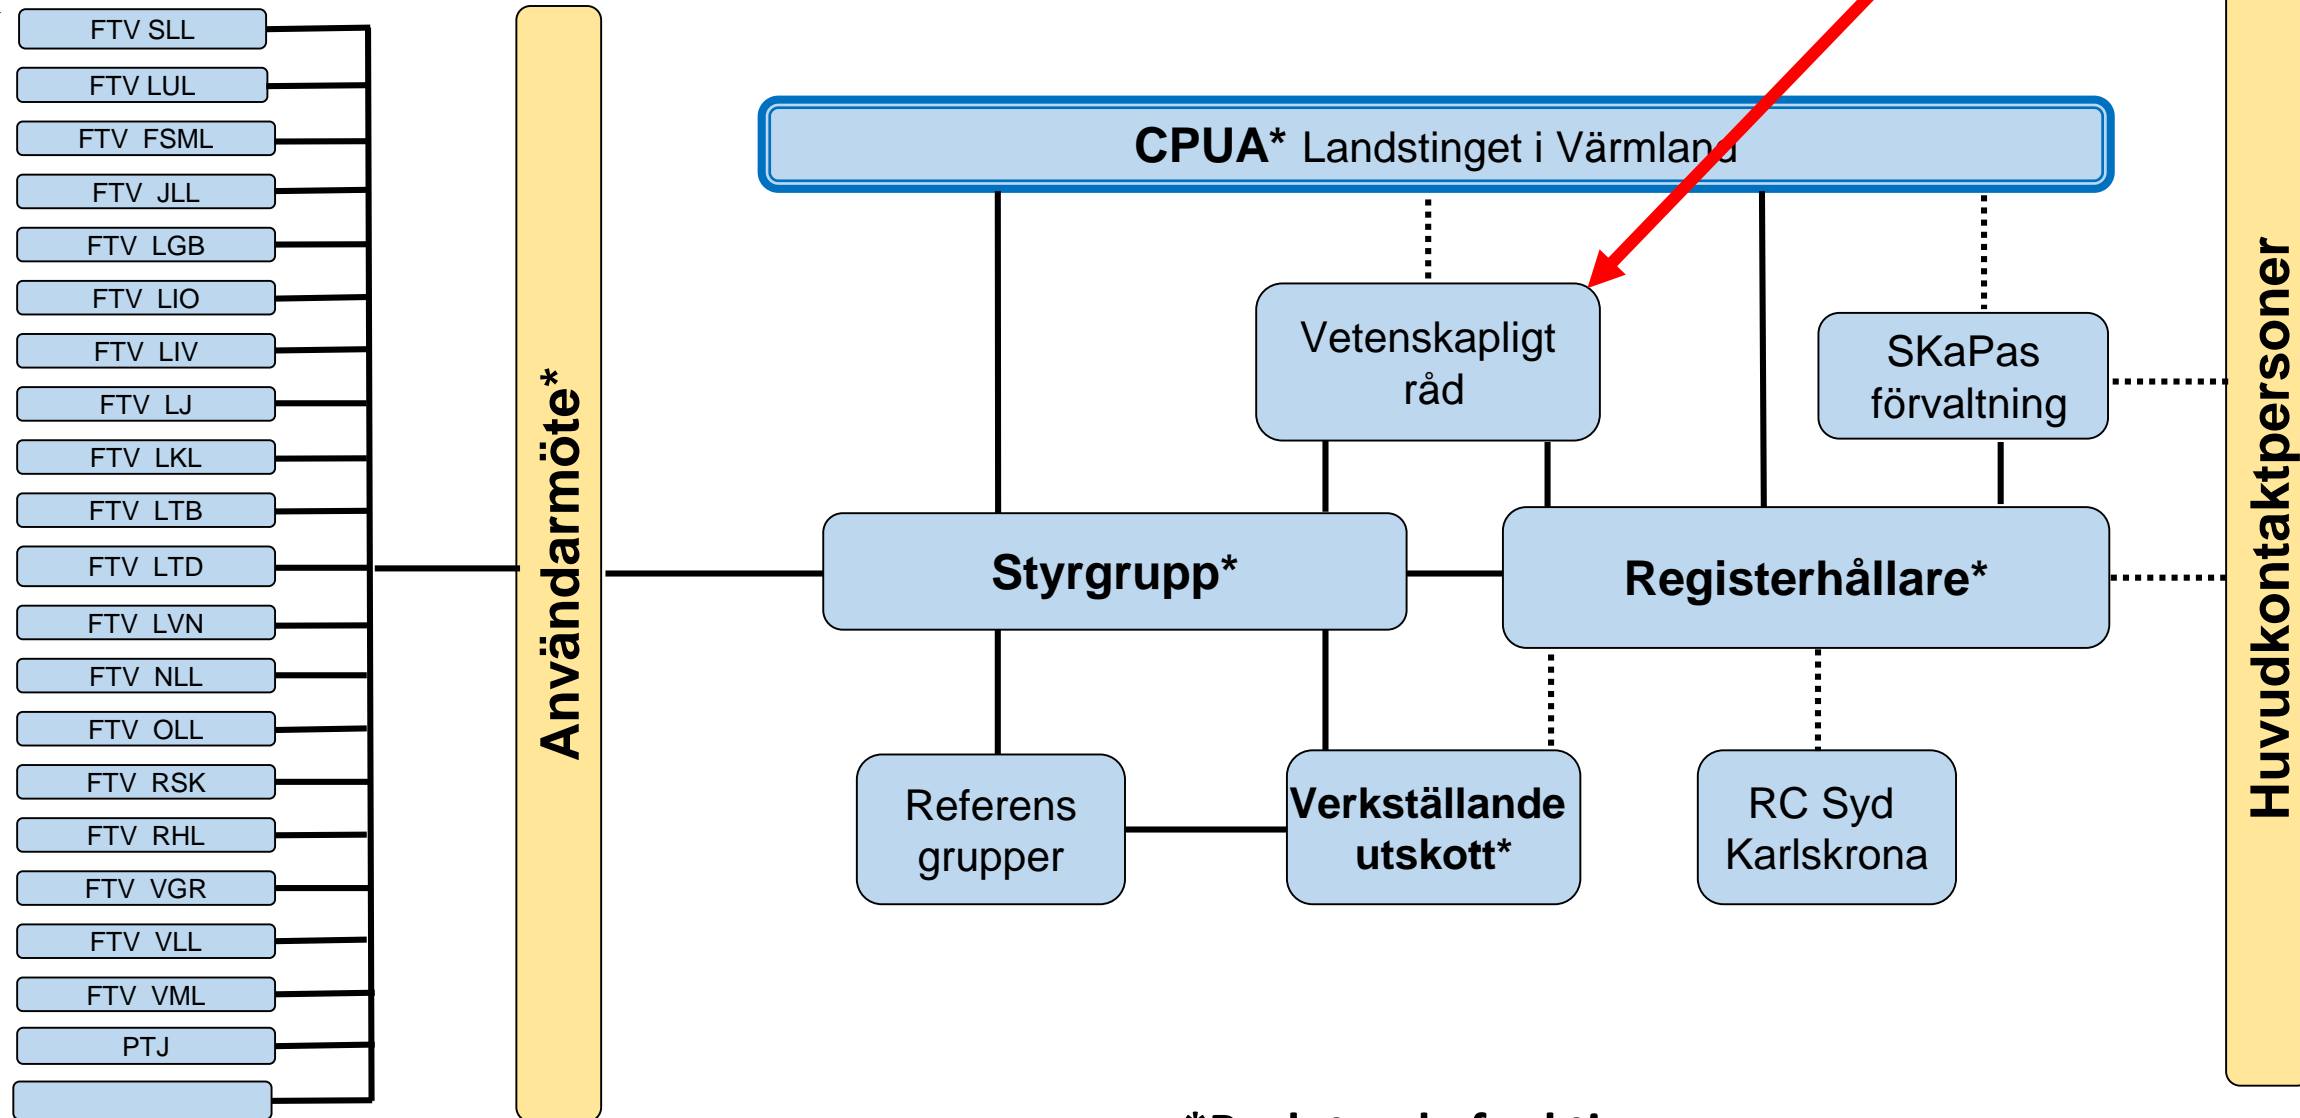 FTV SLL
FTV LUL
FTV FSML
FTV JLL
FTV LGB
FTV LIO
FTV LIV
FTV LJ
FTV LKL
FTV LTB
FTV LTD
FTV LVN
FTV NLL
FTV OLL
FTV RSK
FTV RHL
FTV VGR
FTV VLL
FTV VML
PTJ
Användarmöte*
CPUA* Landstinget i Värmland
Vetenskapligt
råd
SKaPas
förvaltning
Styrgrupp*
Registerhållare*
Referens
grupper
Verkställande
utskott*
RC Syd
Karlskrona
Huvudkontaktpersoner